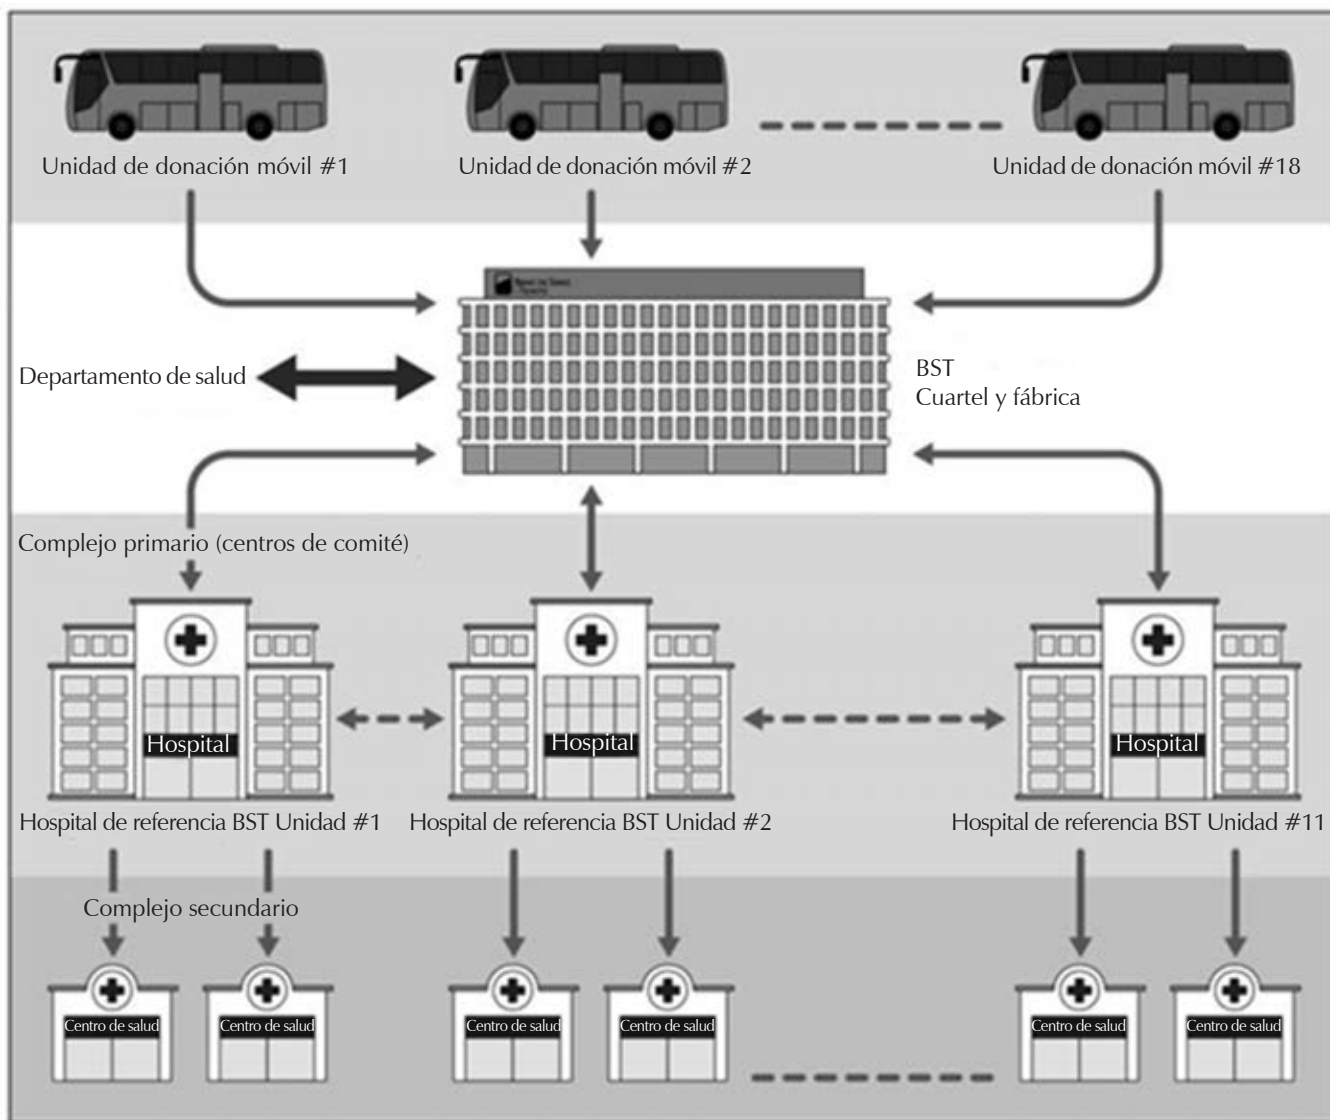 Unidad de donación móvil #1
Unidad de donación móvil #2
Unidad de donación móvil #18
Departamento de salud
BST
Cuartel y fábrica
Complejo primario (centros de comité)
Hospital
Hospital
Hospital
Hospital de referencia BST Unidad #1
Hospital de referencia BST Unidad #2
Hospital de referencia BST Unidad #11
Complejo secundario
Centro de salud
Centro de salud
Centro de salud
Centro de salud
Centro de salud
Centro de salud